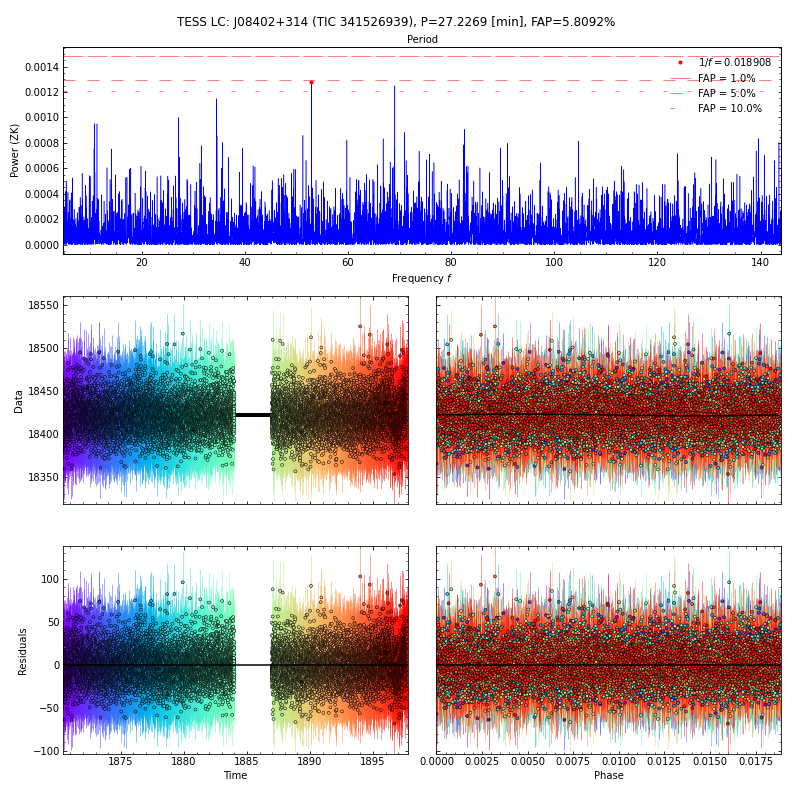 TESS LC: J08402+314 (TIC 341526939), P=27.2269 [min], FAP=5.8092%
Period
Power (ZK)
0.0014
0.0012
0.0010
0.0008
0.0006
0.0004
0.0002
0.0000
1/f = 0.018908
FAP = 1.0%
FAP = 5.0%
FAP = 10.0%
20 40 60 80 100 120 140
Frequency f
Data
18550
18500
18450
18400
18350
Residuals
100
50
0
−50
−100
1875 1880 1885 1890 1895
Time
0.0000 0.0025 0.0050 0.0075 0.0100 0.0125 0.0150 0.0175
Phase